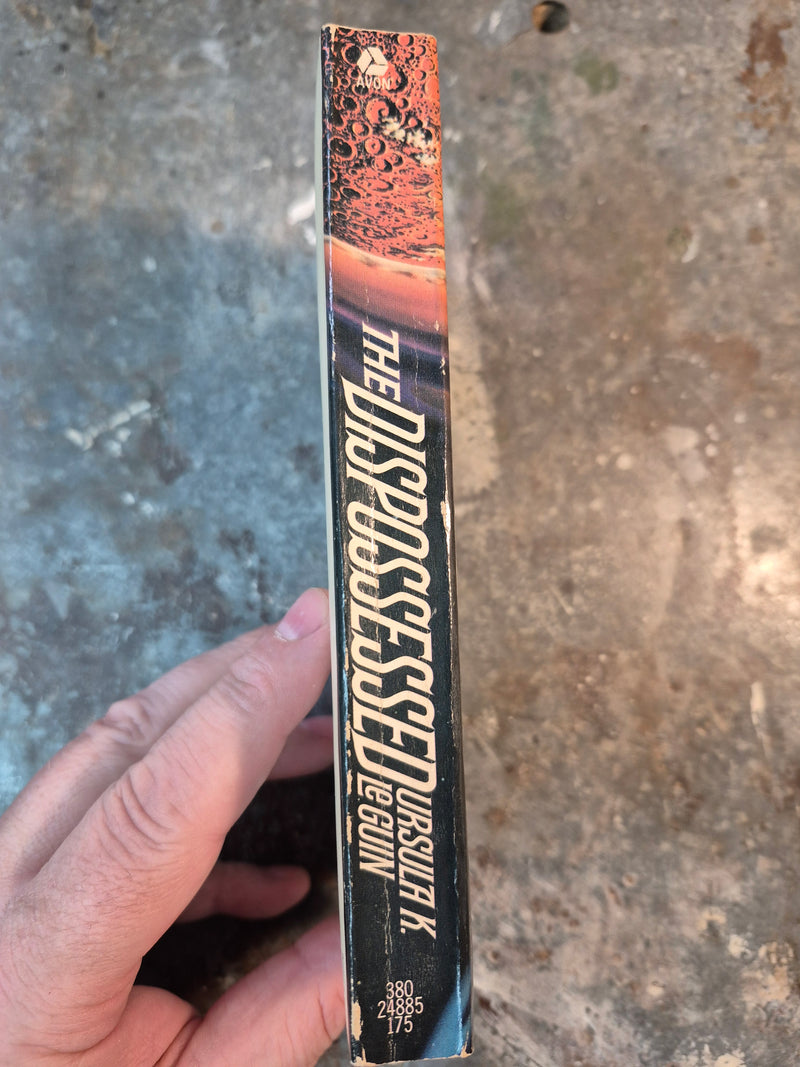 AVON
THE
DISPOSSESSED
URSULA K.
le GUIN
380
24885
175